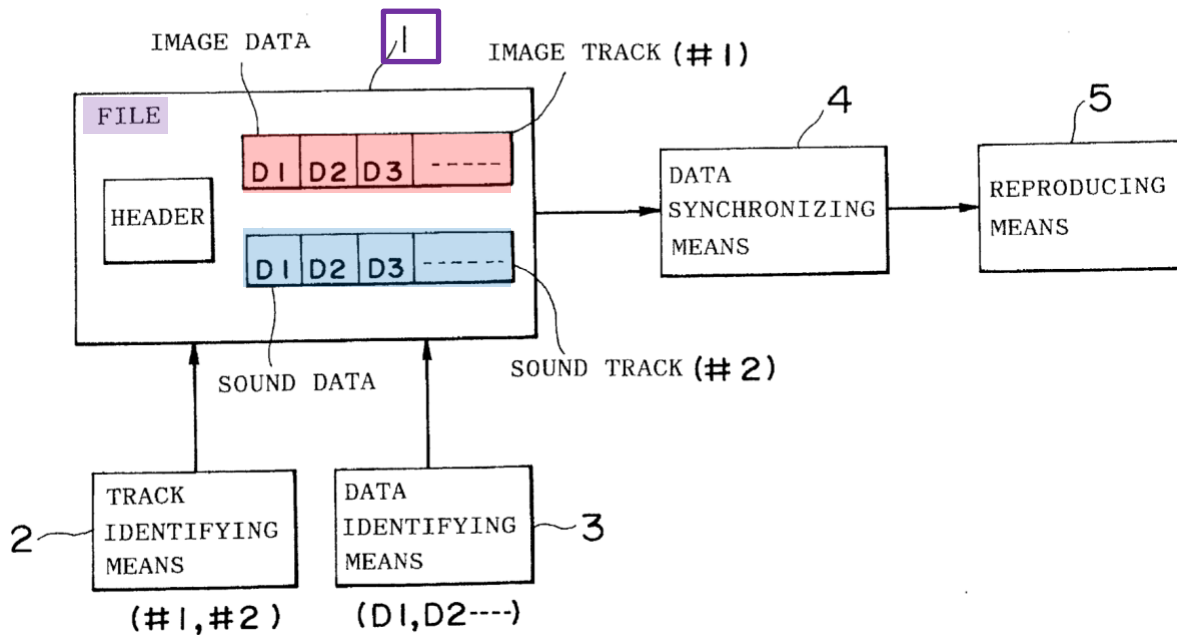 1
IMAGE DATA
IMAGE TRACK (#1)
FILE
D1 D2 D3 -----
HEADER
D1 D2 D3 ------
SOUND DATA
SOUND TRACK (#2)
4
DATA
SYNCHRONIZING
MEANS
5
REPRODUCING
MEANS
2
TRACK
IDENTIFYING
MEANS
(#1,#2)
DATA
IDENTIFYING
MEANS
3
(D1,D2----)